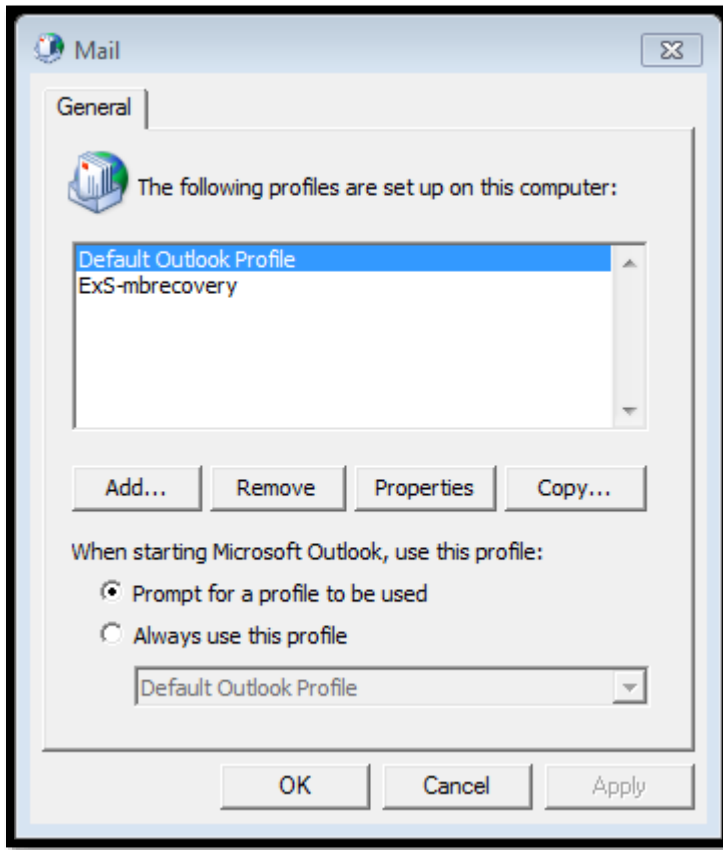 Mail
General
The following profiles are set up on this computer:
Default Outlook Profile
ExS-mbrecovery
Add... Remove Properties Copy...
When starting Microsoft Outlook, use this profile:
Prompt for a profile to be used
Always use this profile
Default Outlook Profile
OK Cancel Apply